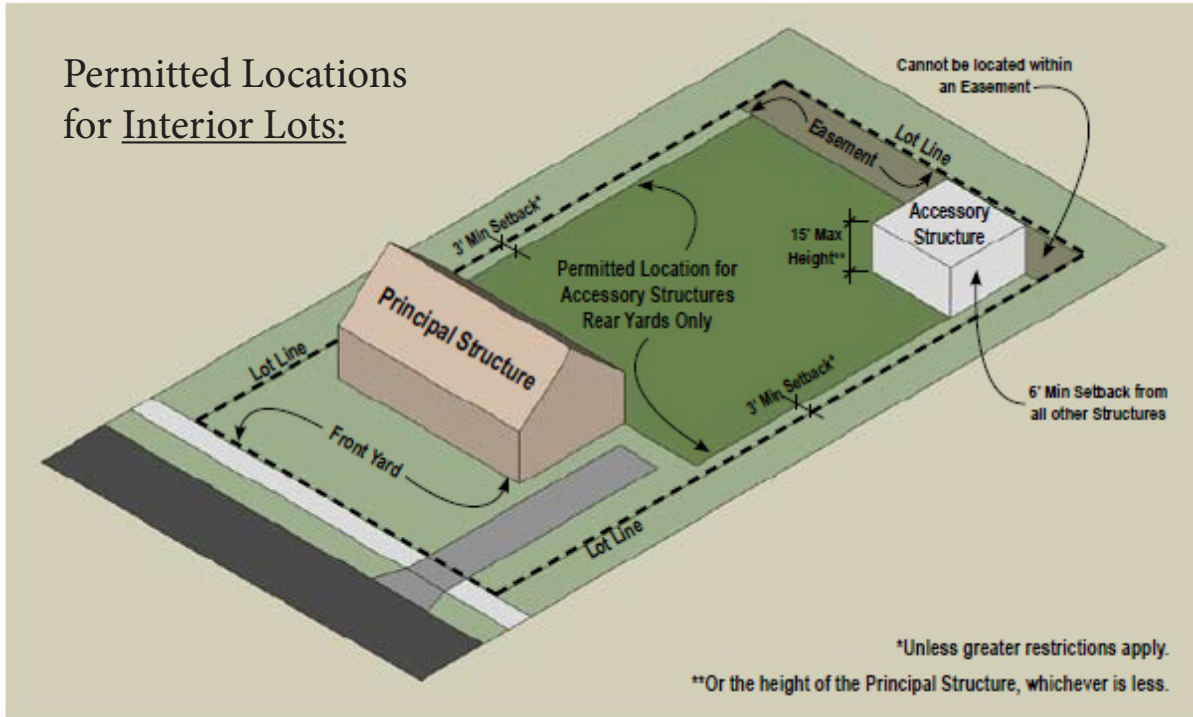 Permitted Locations
for Interior Lots:
Cannot be located within
an Easement
Easement
Lot Line
3' Min Setback*
Accessory
Structure
15' Max
Height**
Permitted Location for
Accessory Structures
Rear Yards Only
Principal Structure
Lot Line
3' Min Setback*
6' Min Setback from
all other Structures
Front Yard
Lot Line
*Unless greater restrictions apply.
**Or the height of the Principal Structure, whichever is less.